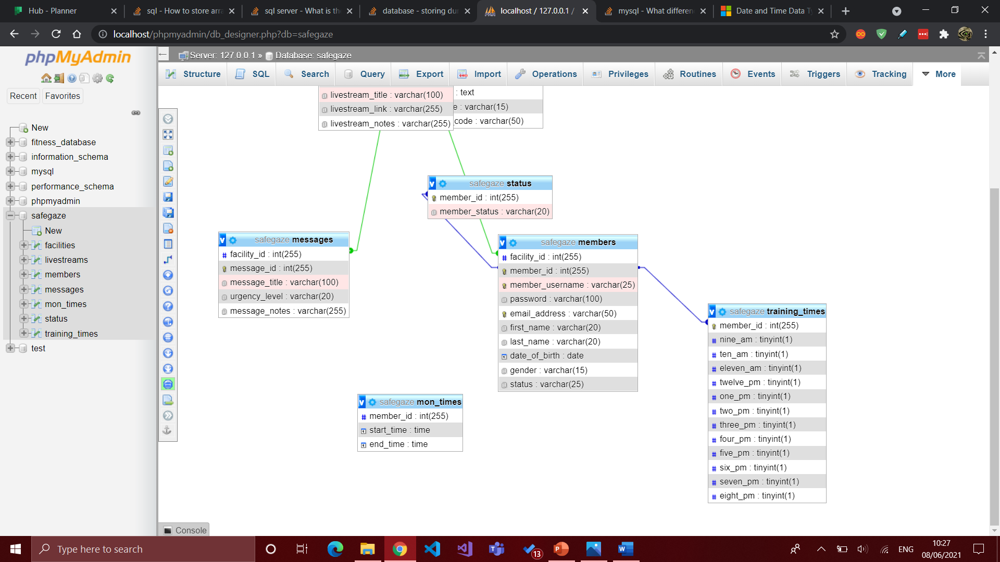 Hub - Planner
sql - How to store arra
sql server - What is the
database - storing dur
localhost / 127.0.0.1 /
mysql - What differen
Date and Time Data Ty
localhost/phpmyadmin/db_designer.php?db=safegaze
phpMyAdmin
Recent
Favorites
New
fitness_database
information_schema
mysql
performance_schema
phpmyadmin
safegaze
New
facilities
livestreams
members
messages
mon_times
status
training_times
test
Server: 127.0.0.1 » Database: safegaze
Structure
SQL
Search
Query
Export
Import
Operations
Privileges
Routines
Events
Triggers
Tracking
More
livestream_title : varchar(100)
livestream_link : varchar(255)
livestream_notes : varchar(255)
: text
e : varchar(15)
_code : varchar(50)
v safegaze status
member_id : int(255)
member_status : varchar(20)
v safegaze messages
# facility_id : int(255)
message_id : int(255)
message_title : varchar(100)
urgency_level : varchar(20)
message_notes : varchar(255)
v safegaze members
# facility_id : int(255)
member_id : int(255)
member_username : varchar(25)
password : varchar(100)
email_address : varchar(50)
first_name : varchar(20)
last_name : varchar(20)
date_of_birth : date
gender : varchar(15)
status : varchar(25)
v safegaze training_times
member_id : int(255)
# nine_am : tinyint(1)
# ten_am : tinyint(1)
# eleven_am : tinyint(1)
# twelve_pm : tinyint(1)
# one_pm : tinyint(1)
# two_pm : tinyint(1)
# three_pm : tinyint(1)
# four_pm : tinyint(1)
# five_pm : tinyint(1)
# six_pm : tinyint(1)
# seven_pm : tinyint(1)
# eight_pm : tinyint(1)
v safegaze mon_times
# member_id : int(255)
start_time : time
end_time : time
Console
Type here to search
13
ENG
10:27
08/06/2021